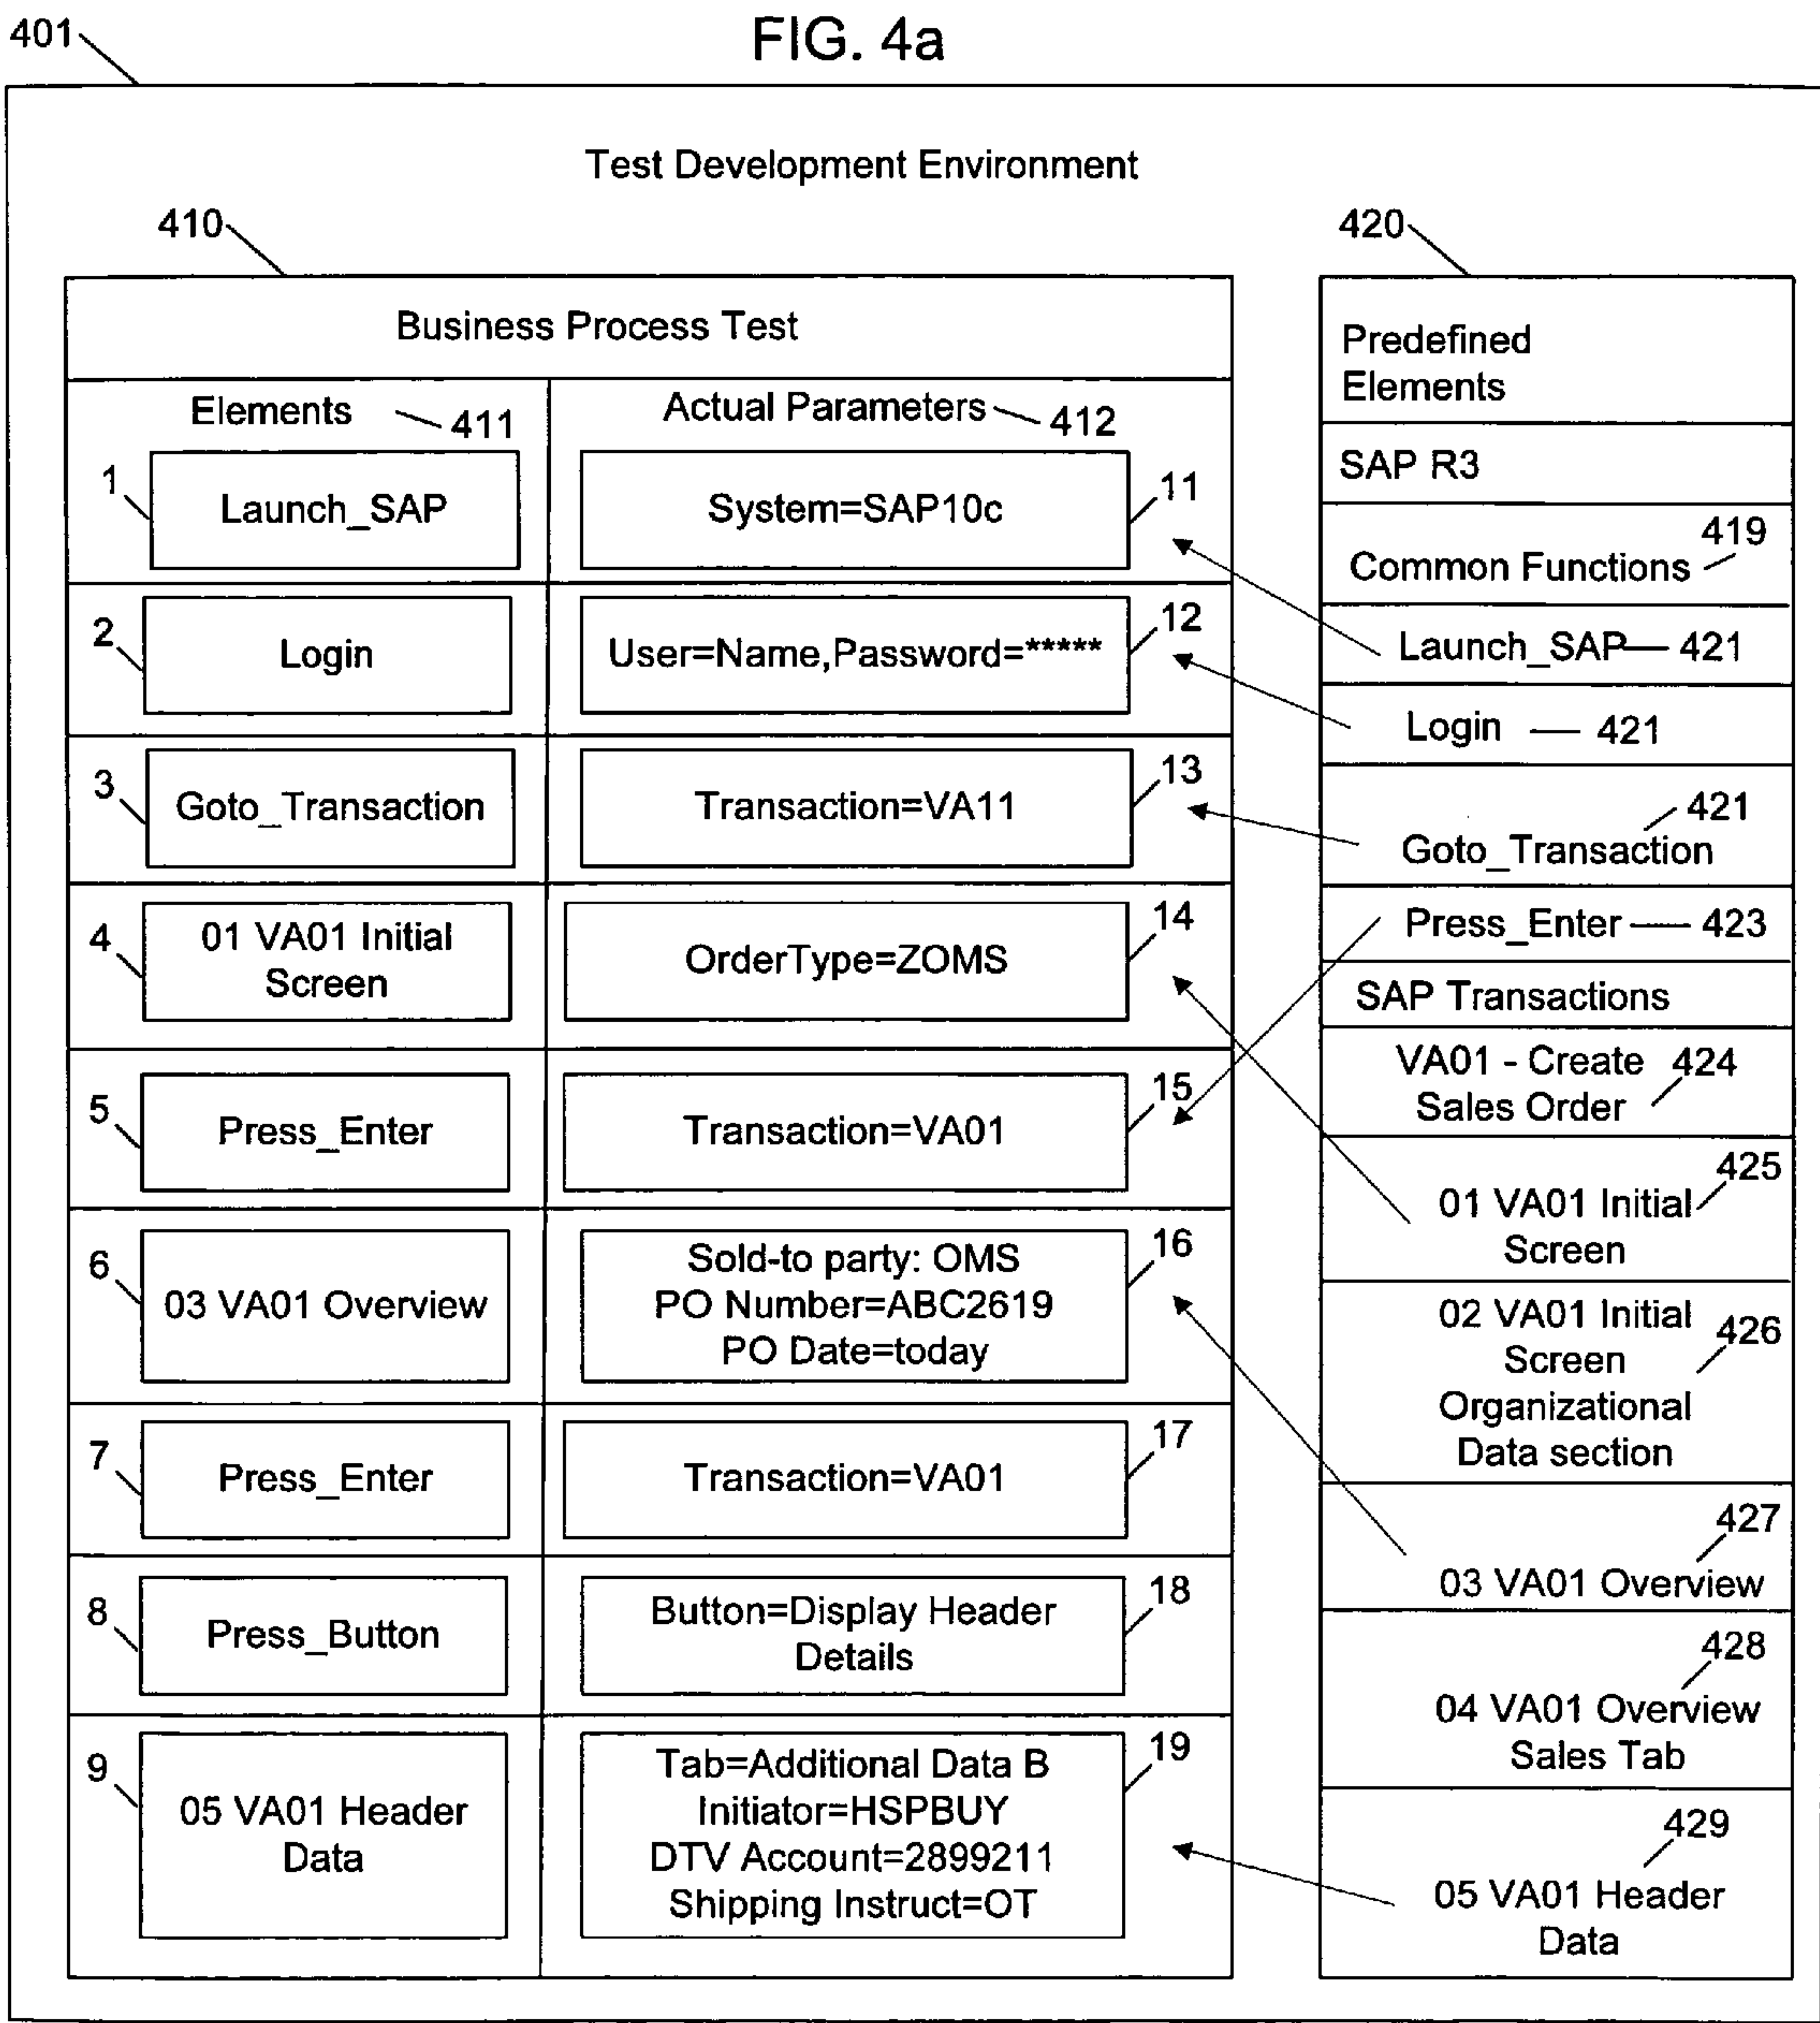 FIG. 4a
401
Test Development Environment
410
Business Process Test
Elements 411
Actual Parameters 412
1 Launch_SAP
System=SAP10c 11
2 Login
User=Name,Password=***** 12
3 Goto_Transaction
Transaction=VA11 13
4 01 VA01 Initial
Screen
OrderType=ZOMS 14
5 Press_Enter
Transaction=VA01 15
6 03 VA01 Overview
Sold-to party: OMS 16
PO Number=ABC2619
PO Date=today
7 Press_Enter
Transaction=VA01 17
8 Press_Button
Button=Display Header 18
Details
9 05 VA01 Header
Data
Tab=Additional Data B 19
Initiator=HSPBUY
DTV Account=2899211
Shipping Instruct=OT
420
Predefined
Elements
SAP R3
Common Functions 419
Launch_SAP 421
Login 421
Goto_Transaction 421
Press_Enter 423
SAP Transactions
VA01 - Create 424
Sales Order
01 VA01 Initial 425
Screen
02 VA01 Initial 426
Screen
Organizational
Data section
03 VA01 Overview 427
04 VA01 Overview 428
Sales Tab
05 VA01 Header 429
Data